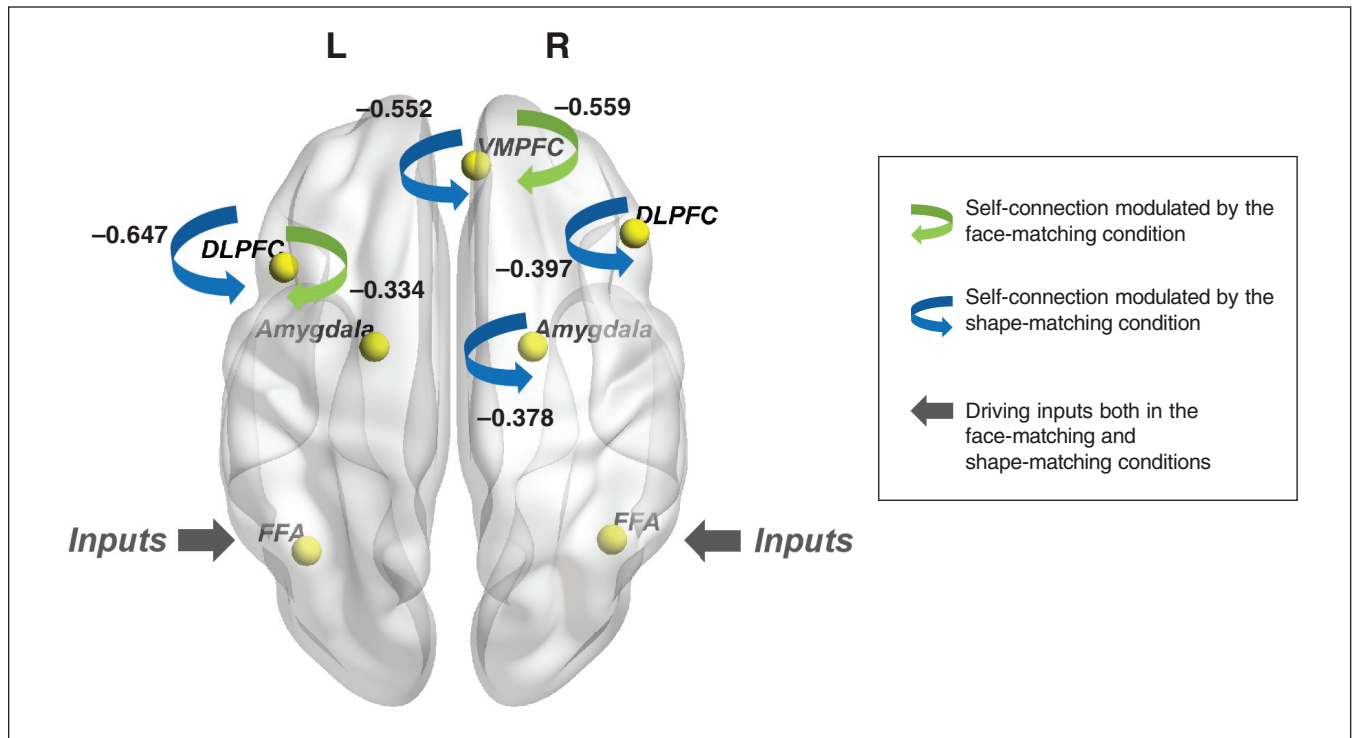 L
R
−0.552
−0.559
VMPFC
DLPFC
−0.647
DLPFC
−0.397
−0.334
Amygdala
Amygdala
−0.378
FFA
FFA
Inputs
Inputs
Self-connection modulated by the
face-matching condition
Self-connection modulated by the
shape-matching condition
Driving inputs both in the
face-matching and
shape-matching conditions